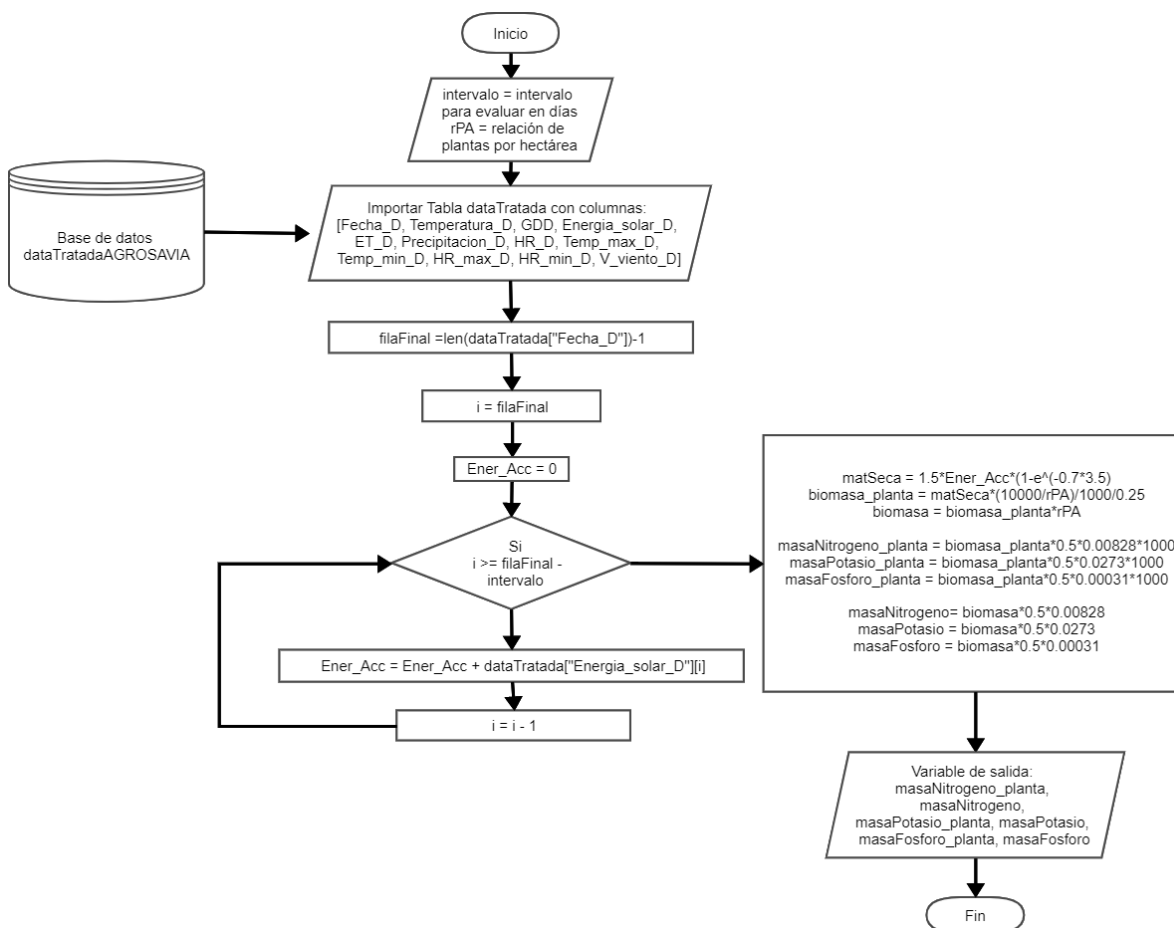 Inicio
intervalo = intervalo
para evaluar en días
rPA = relación de
plantas por hectárea
Base de datos
dataTratadaAGROSAVIA
Importar Tabla dataTratada con columnas:
[Fecha_D, Temperatura_D, GDD, Energia_solar_D,
ET_D, Precipitacion_D, HR_D, Temp_max_D,
Temp_min_D, HR_max_D, HR_min_D, V_viento_D]
filaFinal =len(dataTratada["Fecha_D"])-1
i = filaFinal
Ener_Acc = 0
Si
i >= filaFinal -
intervalo
Ener_Acc = Ener_Acc + dataTratada["Energia_solar_D"][i]
i = i - 1
matSeca = 1.5*Ener_Acc*(1-e^(-0.7*3.5)
biomasa_planta = matSeca*(10000/rPA)/1000/0.25
biomasa = biomasa_planta*rPA
masaNitrogeno_planta = biomasa_planta*0.5*0.00828*1000
masaPotasio_planta = biomasa_planta*0.5*0.0273*1000
masaFosforo_planta = biomasa_planta*0.5*0.00031*1000
masaNitrogeno= biomasa*0.5*0.00828
masaPotasio = biomasa*0.5*0.0273
masaFosforo = biomasa*0.5*0.00031
Variable de salida:
masaNitrogeno_planta,
masaNitrogeno,
masaPotasio_planta, masaPotasio,
masaFosforo_planta, masaFosforo
Fin